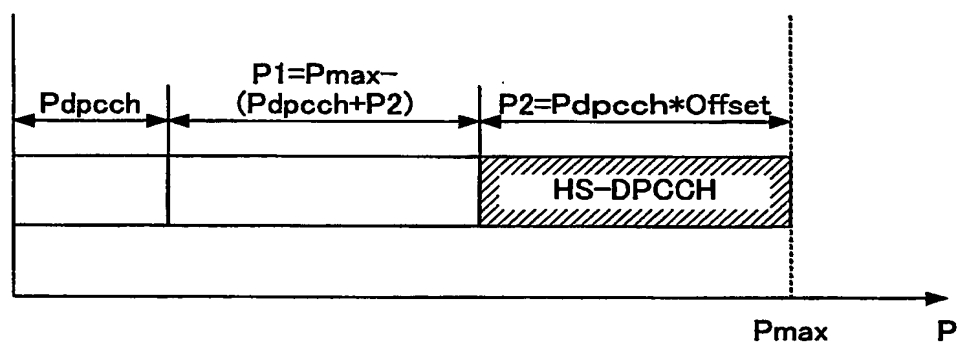 P1=Pmax-
Pdpcch
(Pdpcch+P2)
P2=Pdpcch*Offset
HS-DPCCH
Pmax
P